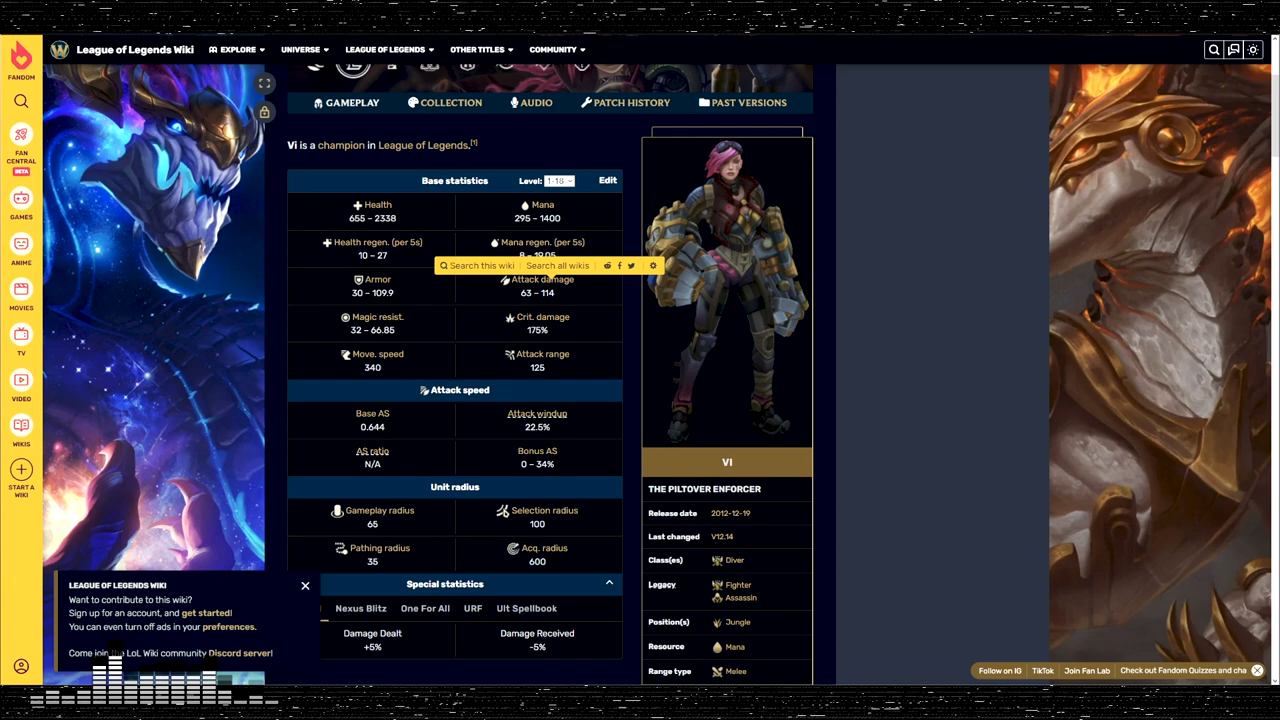 League of Legends Wiki
EXPLORE
UNIVERSE
LEAGUE OF LEGENDS
OTHER TITLES
COMMUNITY
FANDOM
FAN CENTRAL
BETA
GAMES
ANIME
MOVIES
TV
VIDEO
WIKIS
START A WIKI
GAMEPLAY
COLLECTION
AUDIO
PATCH HISTORY
PAST VERSIONS
Vi is a champion in League of Legends.[1]
Base statistics
Level: 1-18
Edit
Health
655 – 2338
Mana
295 – 1400
Health regen. (per 5s)
10 – 27
Mana regen. (per 5s)
8 – 19.05
Search this wiki
Search all wikis
Armor
30 – 109.9
Attack damage
63 – 114
Magic resist.
32 – 66.85
Crit. damage
175%
Move. speed
340
Attack range
125
Attack speed
Base AS
0.644
Attack windup
22.5%
AS ratio
N/A
Bonus AS
0 – 34%
Unit radius
Gameplay radius
65
Selection radius
100
Pathing radius
35
Acq. radius
600
Special statistics
Nexus Blitz
One For All
URF
Ult Spellbook
Damage Dealt
+5%
Damage Received
-5%
VI
THE PILTOVER ENFORCER
Release date 2012-12-19
Last changed V12.14
Class(es) Diver
Legacy Fighter
Assassin
Position(s) Jungle
Resource Mana
Range type Melee
LEAGUE OF LEGENDS WIKI
Want to contribute to this wiki?
Sign up for an account, and get started!
You can even turn off ads in your preferences.
Come join the LoL Wiki community Discord server!
Follow on IG
TikTok
Join Fan Lab
Check out Fandom Quizzes and cha